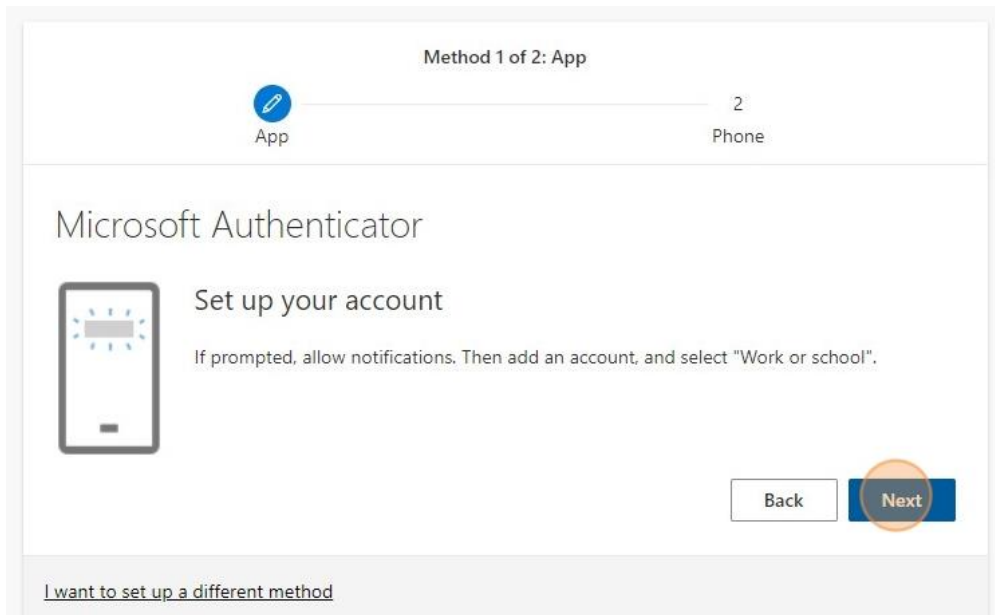 Method 1 of 2: App
2
App
Phone
Microsoft Authenticator
Set up your account
If prompted, allow notifications. Then add an account, and select "Work or school".
Back
Next
I want to set up a different method